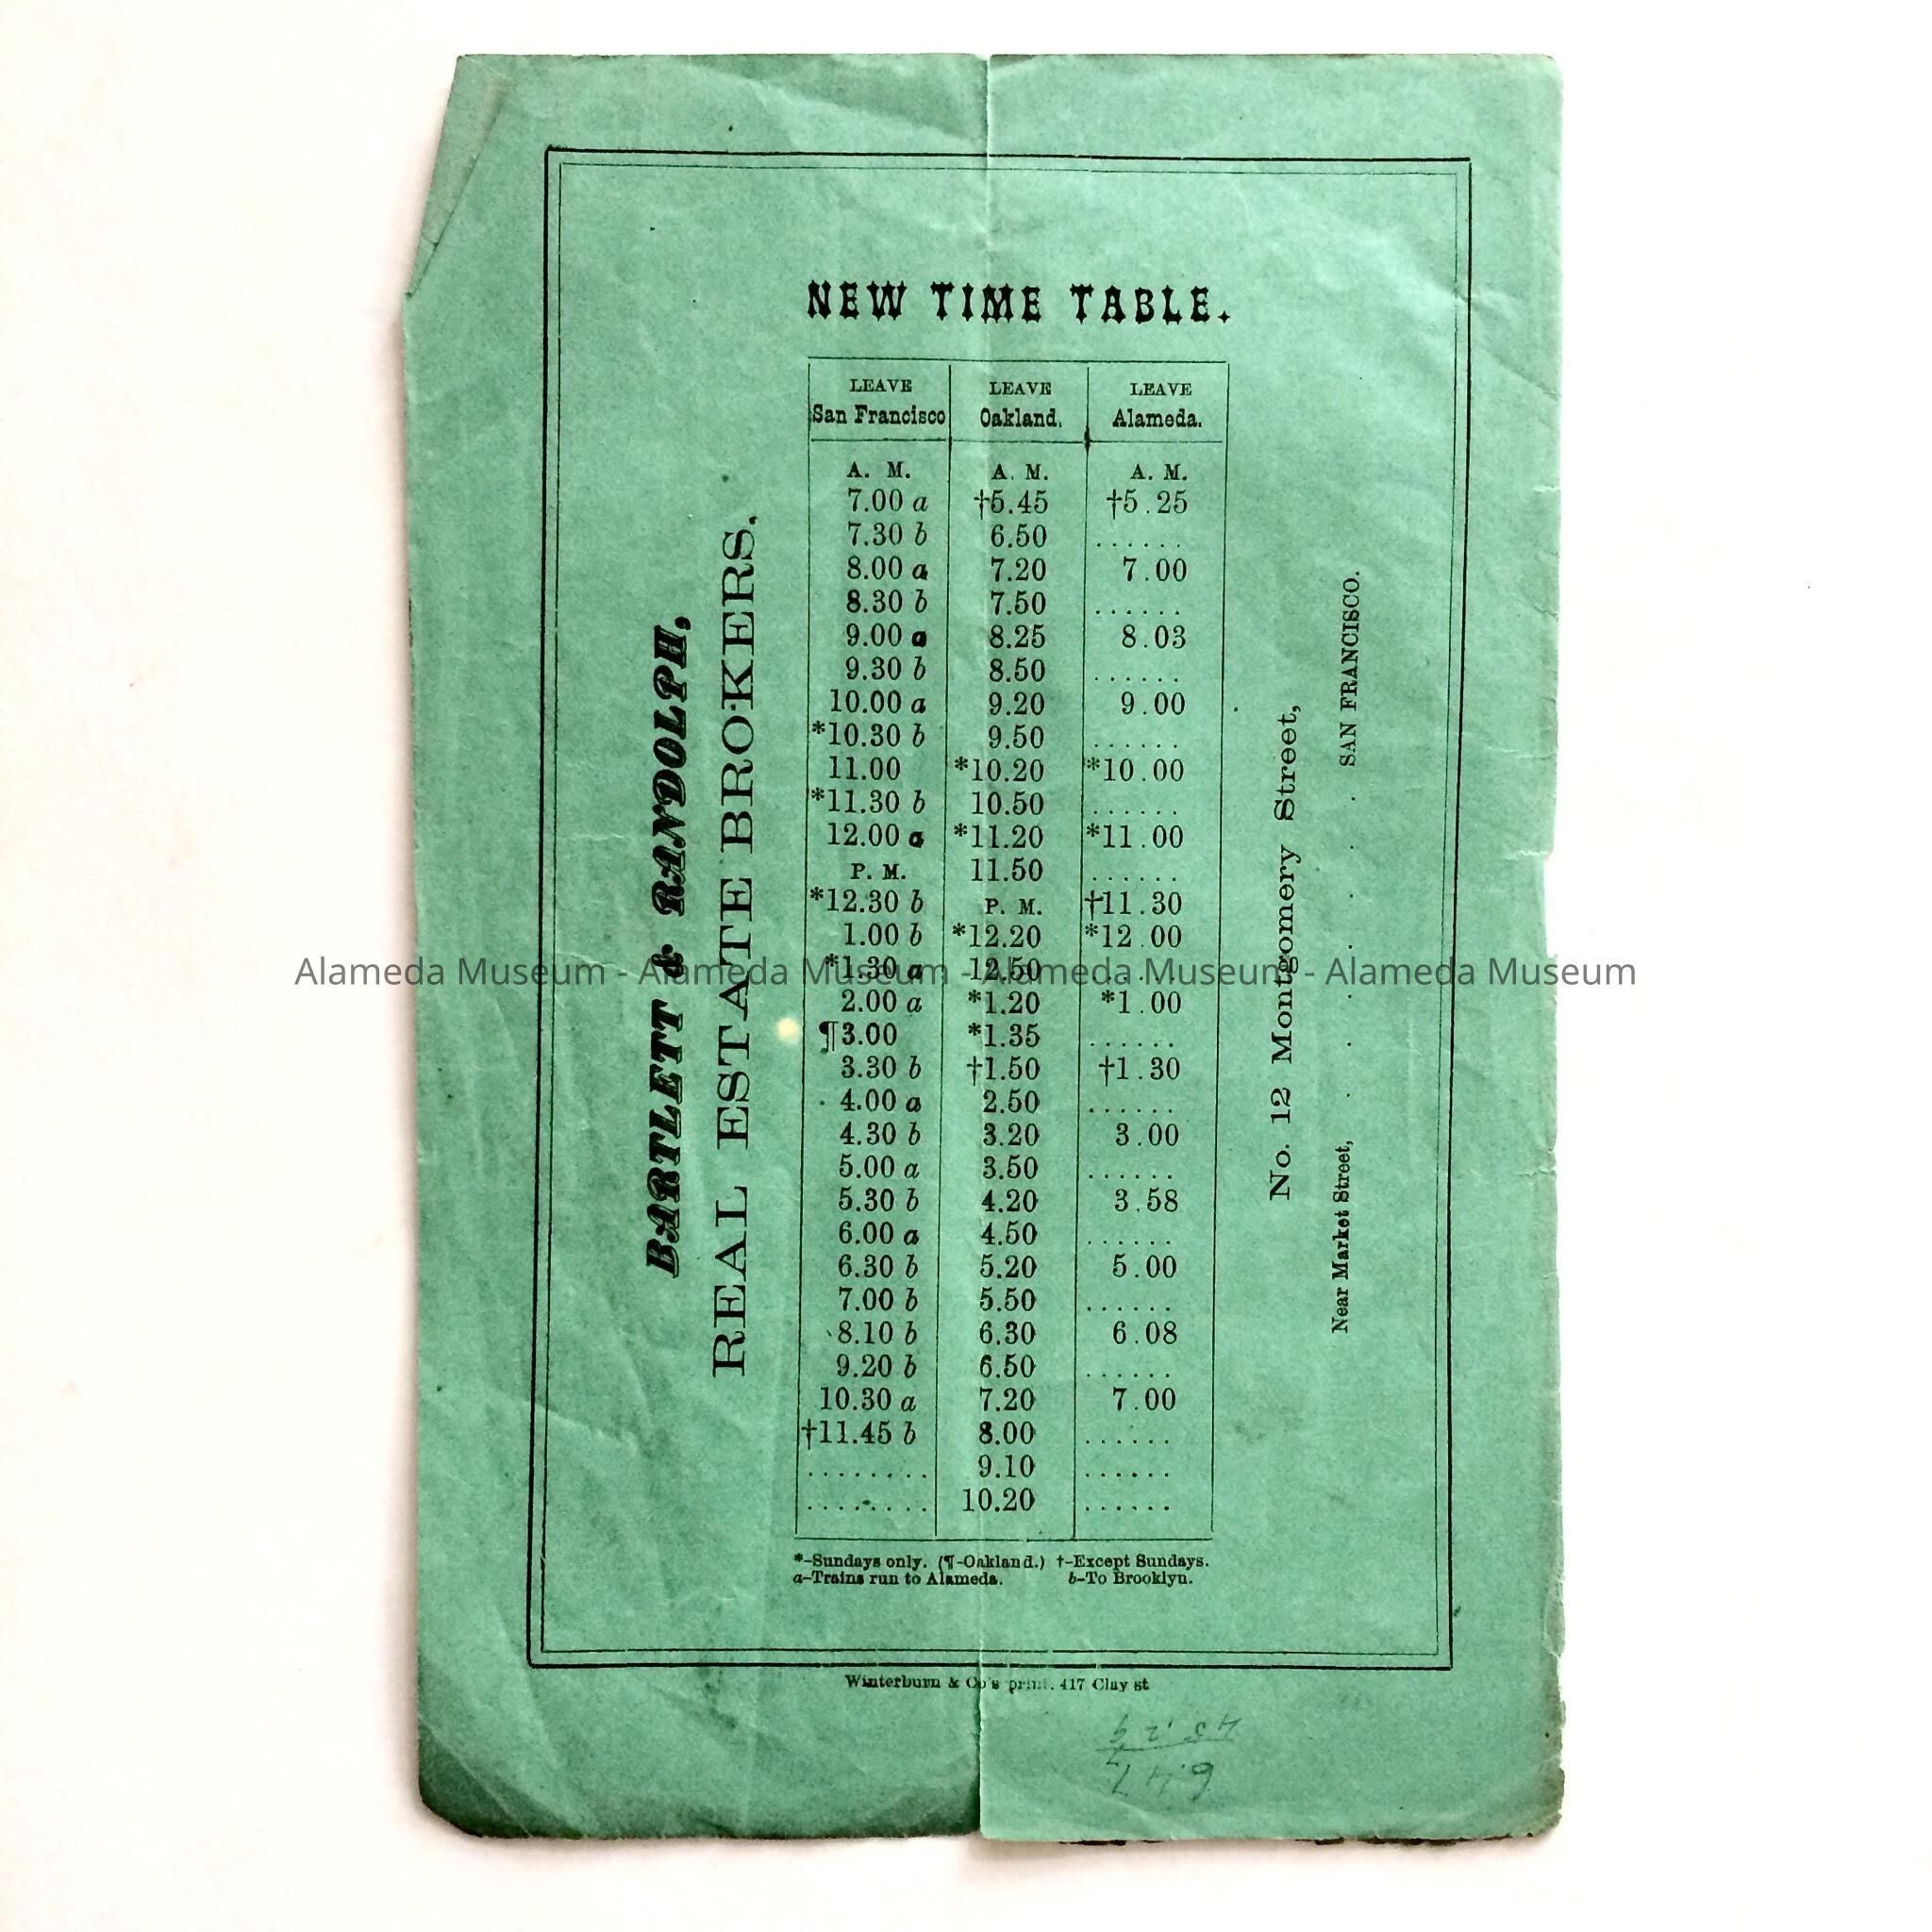 NEW TIME TABLE.
LEAVE San Francisco | LEAVE Oakland. | LEAVE Alameda.
A. M. | A. M. | A. M.
7.00 a | †5.45 | †5.25
7.30 b | 6.50 | ......
8.00 a | 7.20 | 7.00
8.30 b | 7.50 | ......
9.00 a | 8.25 | 8.03
9.30 b | 8.50 | ......
10.00 a | 9.20 | 9.00
*10.30 b | 9.50 | ......
11.00 | *10.20 | *10.00
*11.30 b | 10.50 | ......
12.00 a | *11.20 | *11.00
P. M. | 11.50 | ......
*12.30 b | P. M. | †11.30
1.00 b | *12.20 | *12.00
*1.30 a | 12.50 | ......
2.00 a | *1.20 | *1.00
¶3.00 | *1.35 | ......
3.30 b | †1.50 | †1.30
4.00 a | 2.50 | ......
4.30 b | 3.20 | 3.00
5.00 a | 3.50 | ......
5.30 b | 4.20 | 3.58
6.00 a | 4.50 | ......
6.30 b | 5.20 | 5.00
7.00 b | 5.50 | ......
8.10 b | 6.30 | 6.08
9.20 b | 6.50 | ......
10.30 a | 7.20 | 7.00
†11.45 b | 8.00 | ......
........ | 9.10 | ......
........ | 10.20 | ......
*–Sundays only. (¶-Oakland.) †-Except Sundays.
a–Trains run to Alameda. b–To Brooklyn.
BARTLETT & RANDOLPH,
REAL ESTATE BROKERS.
No. 12 Montgomery Street,
Near Market Street, . . . . . SAN FRANCISCO.
Winterburn & Co's print. 417 Clay st
Alameda Museum - Alameda Museum - Alameda Museum - Alameda Museum